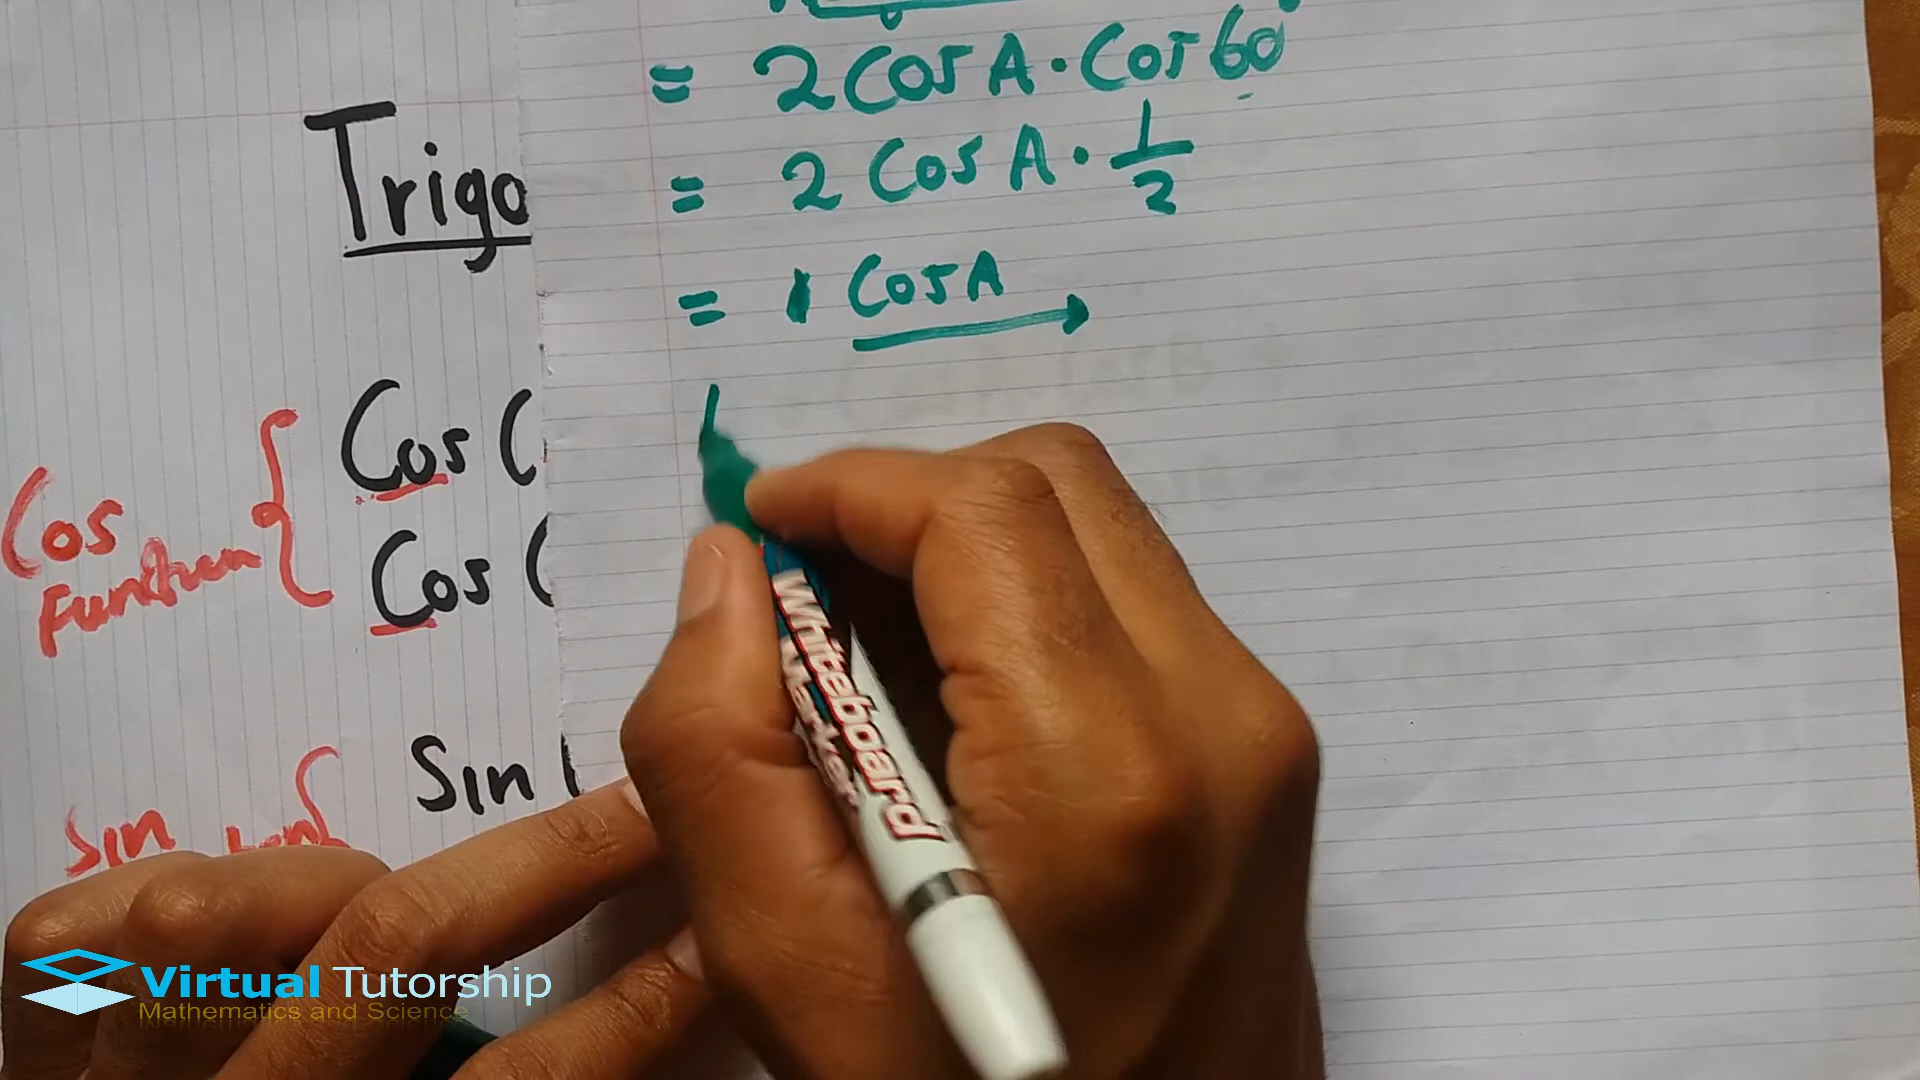 = 2 Cos A · Cos 60°
= 2 Cos A · 1/2
= 1 Cos A
Trigo
Cos (
Cos (
Cos
Function
Sin
Sin
Whiteboard
Marker
Virtual Tutorship
Mathematics and Science